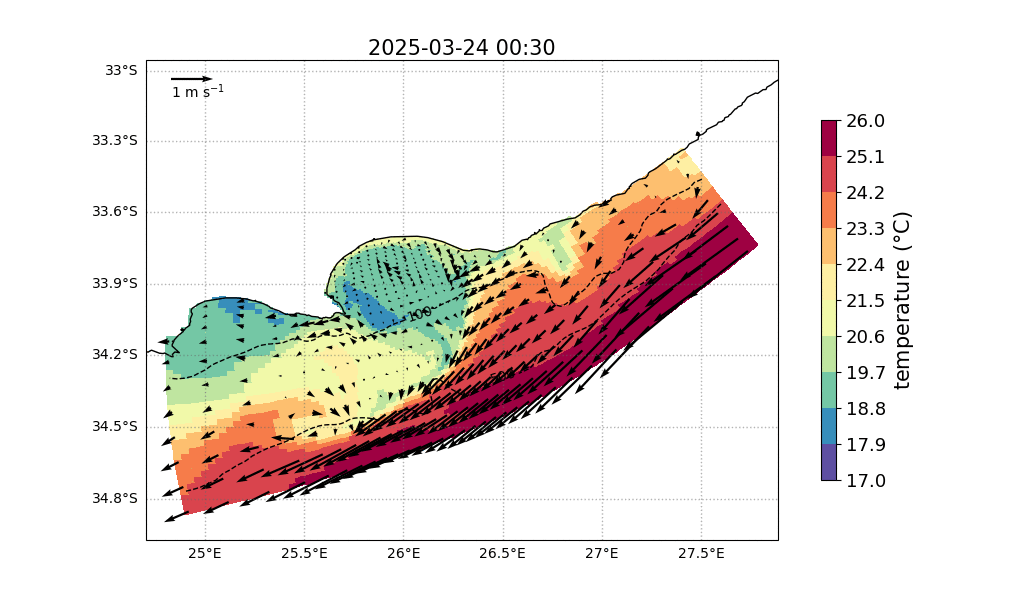 2025-03-24 00:30
1 m s⁻¹
33°S
33.3°S
33.6°S
33.9°S
34.2°S
34.5°S
34.8°S
25°E
25.5°E
26°E
26.5°E
27°E
27.5°E
100
26.0
25.1
24.2
23.3
22.4
21.5
20.6
19.7
18.8
17.9
17.0
temperature (°C)